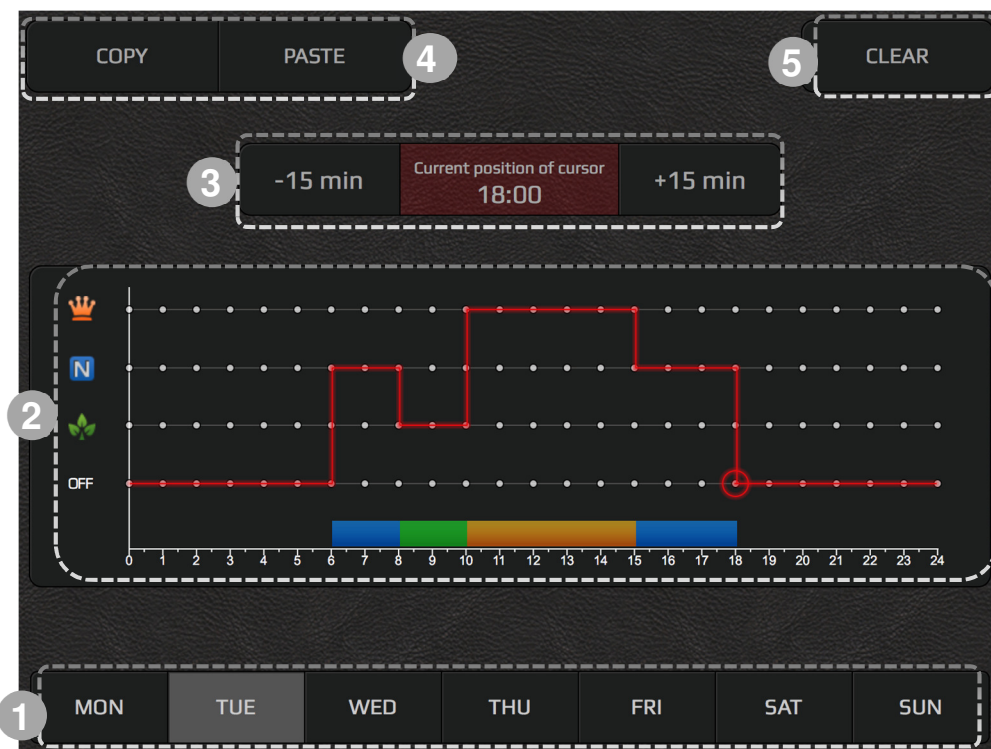 COPY PASTE 4 5 CLEAR
3 -15 min Current position of cursor +15 min
18:00
N
2
OFF
0 1 2 3 4 5 6 7 8 9 10 11 12 13 14 15 16 17 18 19 20 21 22 23 24
1 MON TUE WED THU FRI SAT SUN